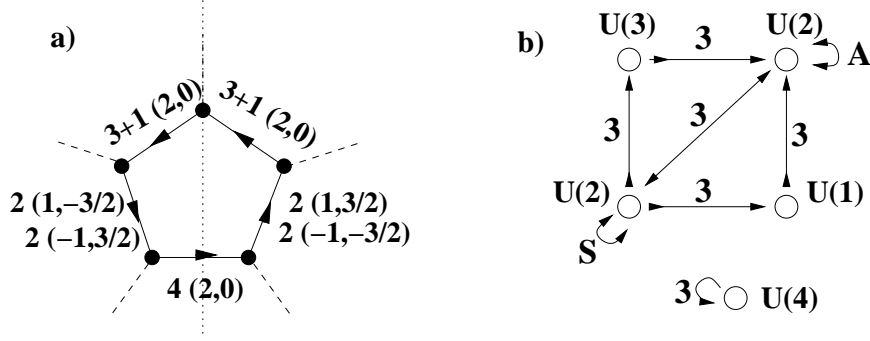 a)
3+1 (2,0)
3+1 (2,0)
2 (1,−3/2)
2 (−1,3/2)
2 (1,3/2)
2 (−1,−3/2)
4 (2,0)
b)
U(3)
3
U(2)
A
3
3
3
U(2)
3
U(1)
S
3
U(4)